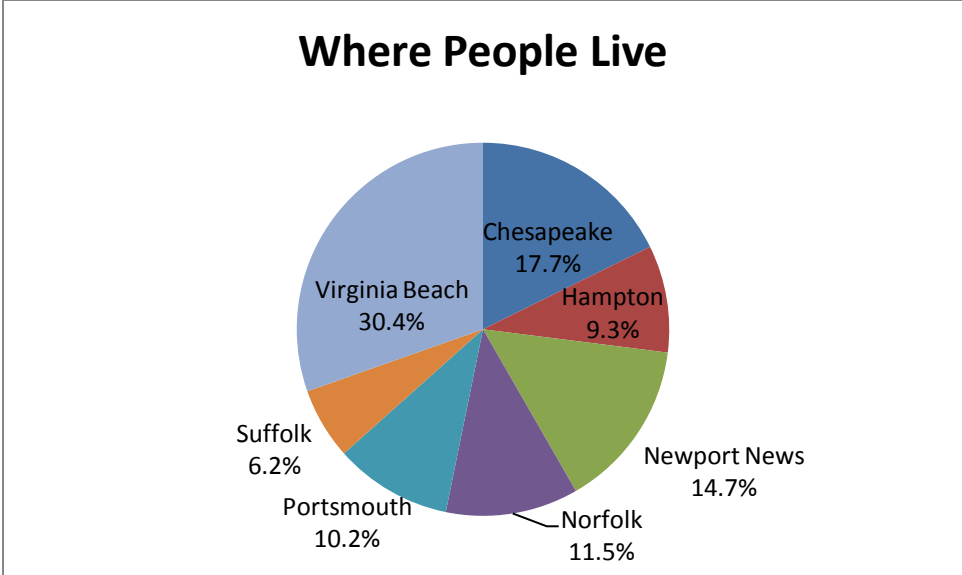 Where People Live
Chesapeake
17.7%
Hampton
9.3%
Virginia Beach
30.4%
Suffolk
6.2%
Newport News
14.7%
Portsmouth
10.2%
Norfolk
11.5%